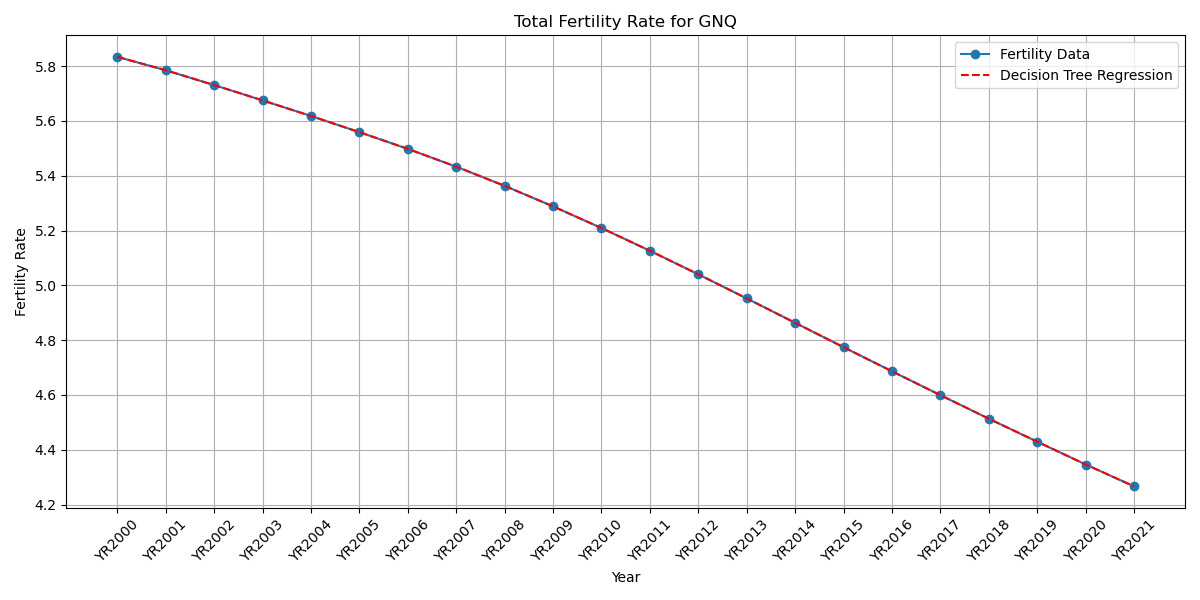 Total Fertility Rate for GNQ
Fertility Data
Decision Tree Regression
Fertility Rate
5.8
5.6
5.4
5.2
5.0
4.8
4.6
4.4
4.2
YR2000
YR2001
YR2002
YR2003
YR2004
YR2005
YR2006
YR2007
YR2008
YR2009
YR2010
YR2011
YR2012
YR2013
YR2014
YR2015
YR2016
YR2017
YR2018
YR2019
YR2020
YR2021
Year